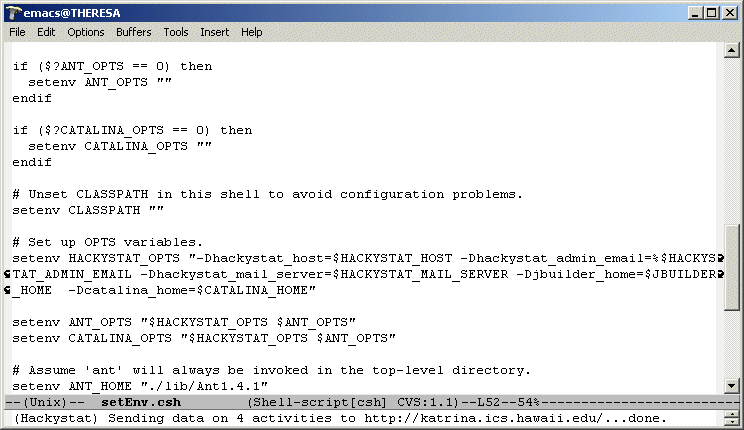 emacs@THERESA
File Edit Options Buffers Tools Insert Help
if ($?ANT_OPTS == 0) then
  setenv ANT_OPTS ""
endif
if ($?CATALINA_OPTS == 0) then
  setenv CATALINA_OPTS ""
endif
# Unset CLASSPATH in this shell to avoid configuration problems.
setenv CLASSPATH ""
# Set up OPTS variables.
setenv HACKYSTAT_OPTS "-Dhackystat_host=$HACKYSTAT_HOST -Dhackystat_admin_email=%$HACKYS
TAT_ADMIN_EMAIL -Dhackystat_mail_server=$HACKYSTAT_MAIL_SERVER -Djbuilder_home=$JBUILDER
_HOME  -Dcatalina_home=$CATALINA_HOME"
setenv ANT_OPTS "$HACKYSTAT_OPTS $ANT_OPTS"
setenv CATALINA_OPTS "$HACKYSTAT_OPTS $ANT_OPTS"
# Assume 'ant' will always be invoked in the top-level directory.
setenv ANT_HOME "./lib/Ant1.4.1"
--(Unix)--  setEnv.csh        (Shell-script[csh] CVS:1.1)--L52--54%--------------------------
(Hackystat) Sending data on 4 activities to http://katrina.ics.hawaii.edu/...done.